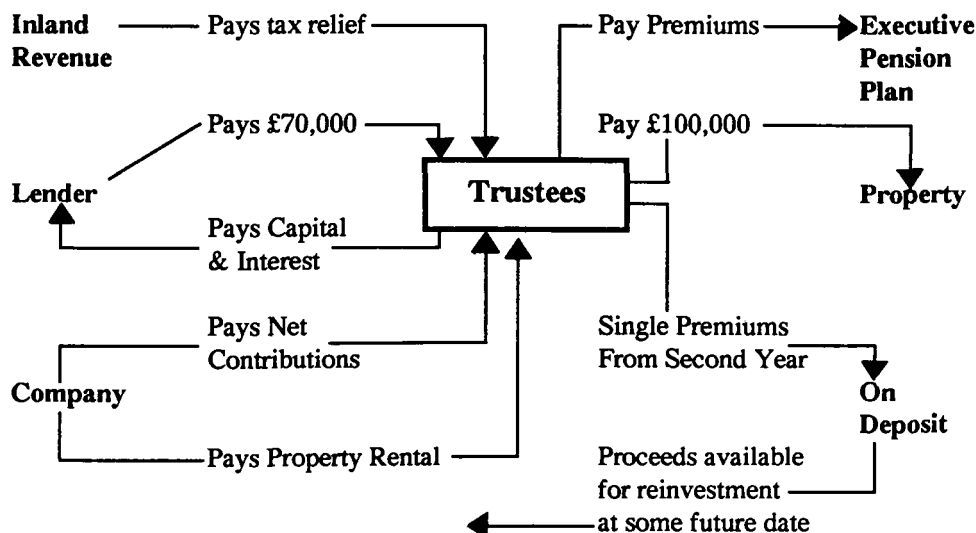 Inland
Revenue
Pays tax relief
Pay Premiums
Executive
Pension
Plan
Pays £70,000
Pay £100,000
Lender
Trustees
Property
Pays Capital
& Interest
Pays Net
Contributions
Single Premiums
From Second Year
Company
On
Deposit
Pays Property Rental
Proceeds available
for reinvestment
at some future date